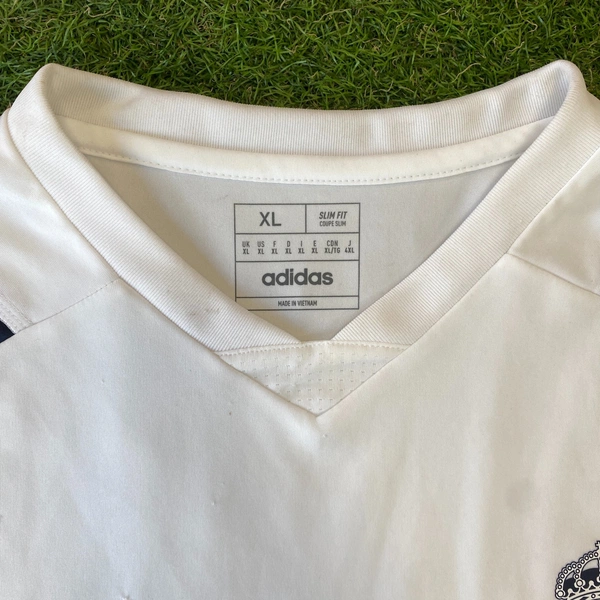 XL
SLIM FIT
COUPE SLIM
UK US F D I E CDN J
XL XL XL XL XL XL XL/TG 4XL
adidas
MADE IN VIETNAM